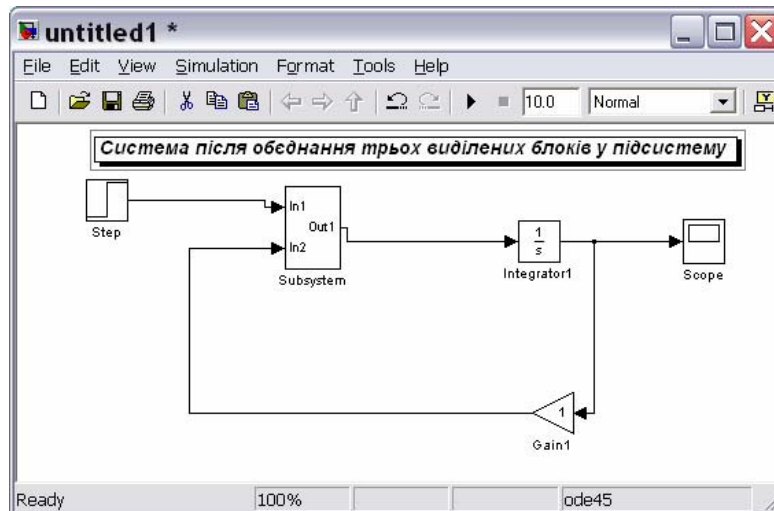 untitled1 *
File Edit View Simulation Format Tools Help
10.0 Normal
Система після обєднання трьох виділених блоків у підсистему
Step
In1
In2
Out1
Subsystem
1
s
Integrator1
Scope
1
Gain1
Ready 100% ode45